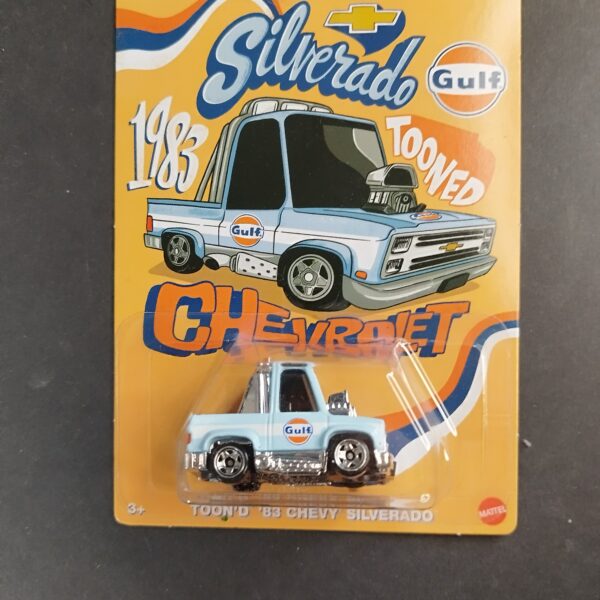 Silverado
Gulf
1983
TOONED
Gulf
CHEVROLET
Gulf
3+
TOON'D '83 CHEVY SILVERADO
MATTEL